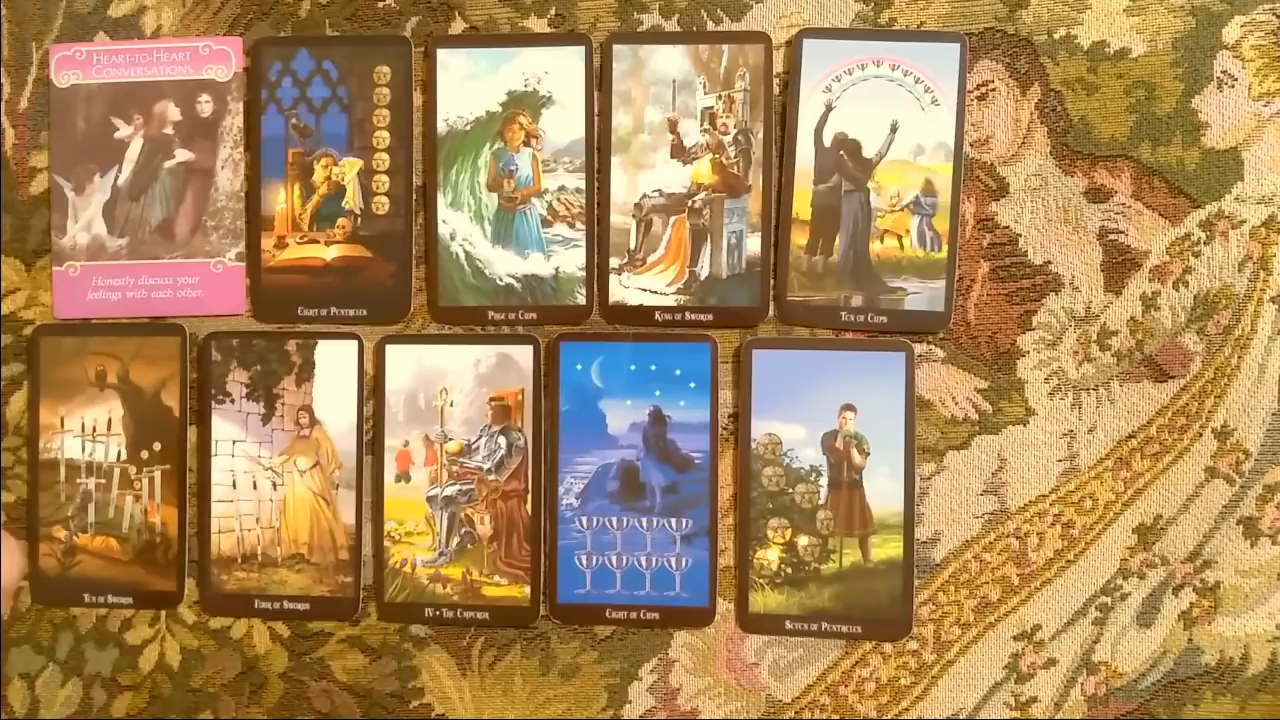 HEART-TO-HEART
CONVERSATIONS
Honestly discuss your
feelings with each other.
EIGHT OF PENTACLES
PAGE OF CUPS
KING OF SWORDS
TEN OF CUPS
TEN OF SWORDS
FOUR OF SWORDS
IV • THE EMPEROR
EIGHT OF CUPS
SEVEN OF PENTACLES